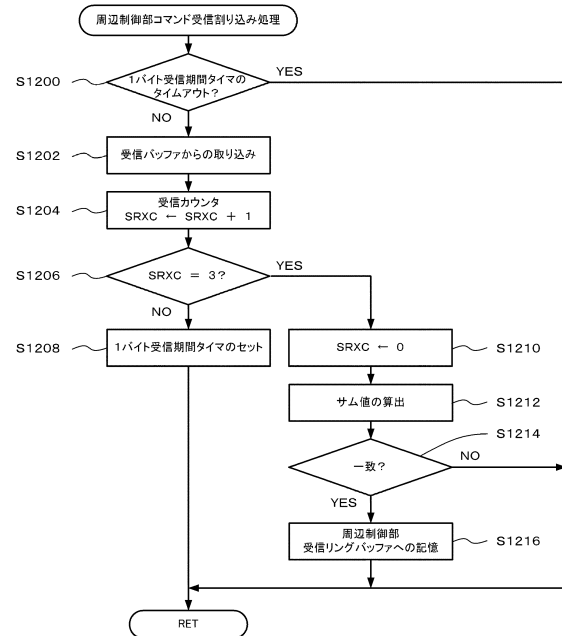 周辺制御部コマンド受信割り込み処理
S1200
1バイト受信期間タイマの
タイムアウト?
YES
NO
S1202
受信バッファからの取り込み
S1204
受信カウンタ
SRXC ← SRXC + 1
S1206
SRXC = 3?
YES
NO
S1208
1バイト受信期間タイマのセット
SRXC ← 0
S1210
サム値の算出
S1212
S1214
一致?
NO
YES
周辺制御部
受信リングバッファへの記憶
S1216
RET